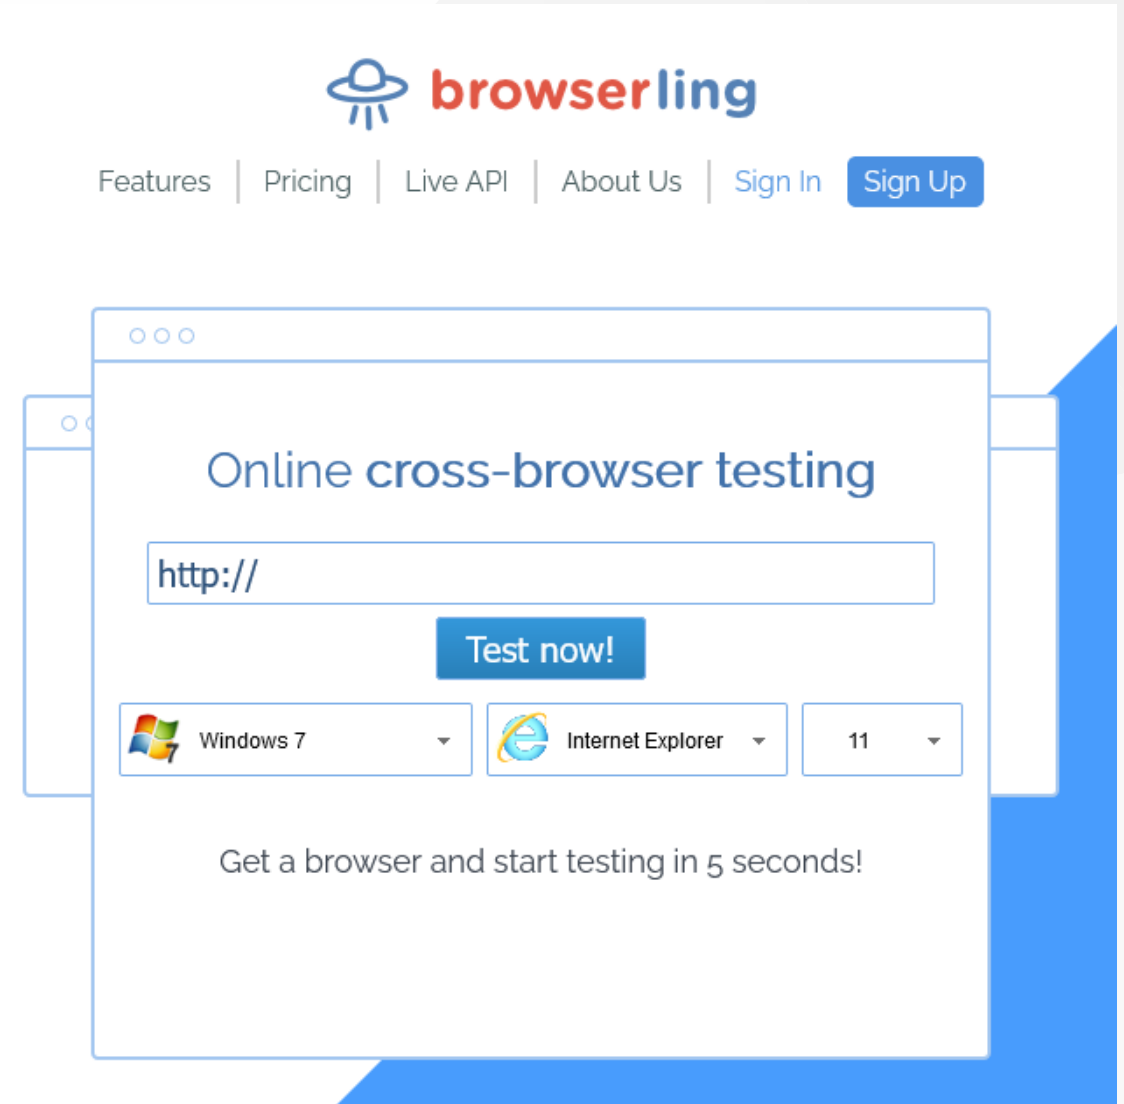 browserling
Features Pricing Live API About Us Sign In Sign Up
Online cross-browser testing
http://
Test now!
7 Windows 7 Internet Explorer 11
Get a browser and start testing in 5 seconds!